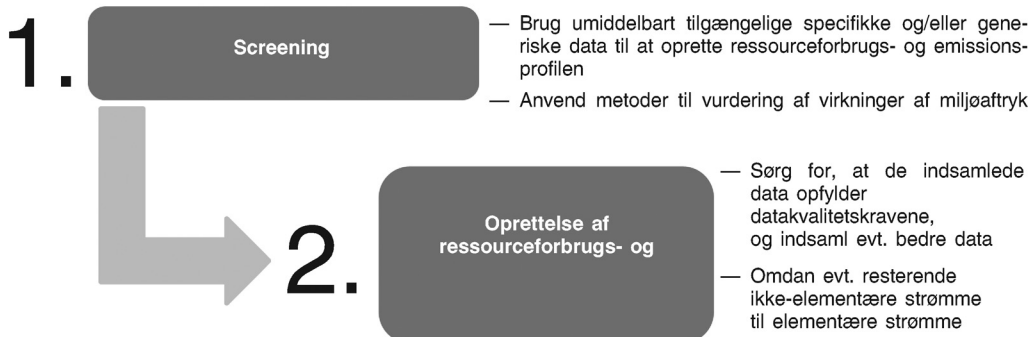 1.
Screening
— Brug umiddelbart tilgængelige specifikke og/eller gene-
riske data til at oprette ressourceforbrugs- og emissions-
profilen
— Anvend metoder til vurdering af virkninger af miljøaftryk
2.
Oprettelse af
ressourceforbrugs- og
— Sørg for, at de indsamlede
data opfylder
datakvalitetskravene,
og indsaml evt. bedre data
— Omdan evt. resterende
ikke-elementære strømme
til elementære strømme